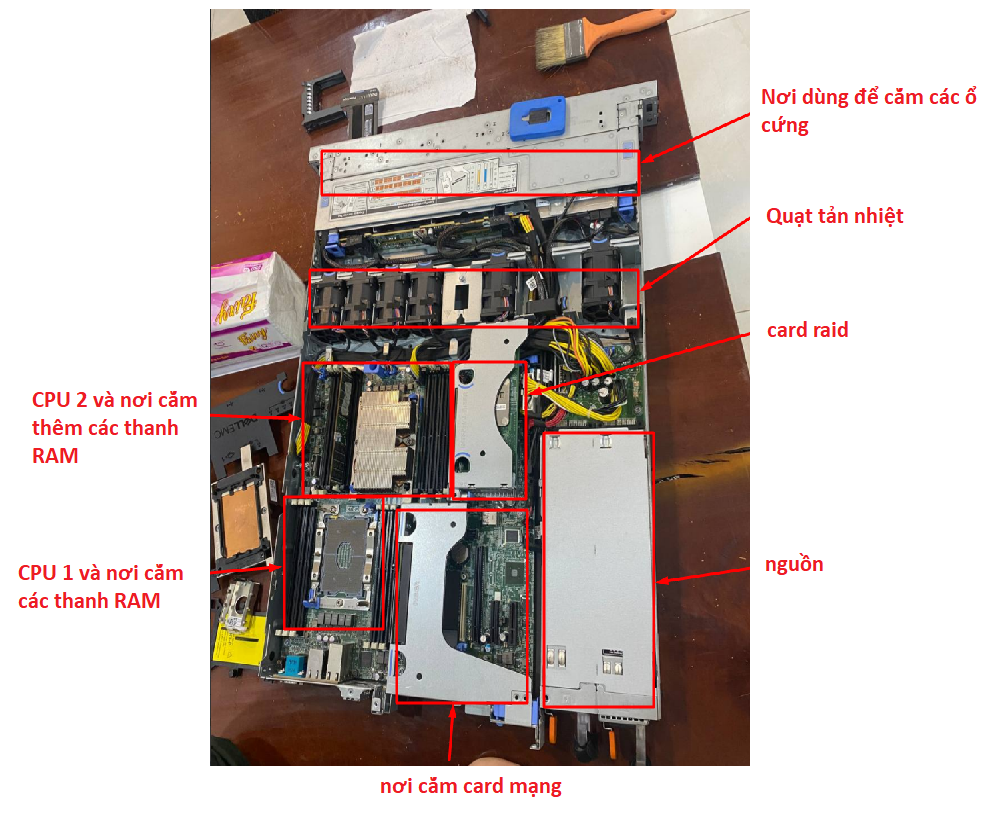 Nơi dùng để cắm các ổ
cứng
Quạt tản nhiệt
card raid
CPU 2 và nơi cắm
thêm các thanh
RAM
CPU 1 và nơi cắm
các thanh RAM
nguồn
nơi cắm card mạng
DELLEMC